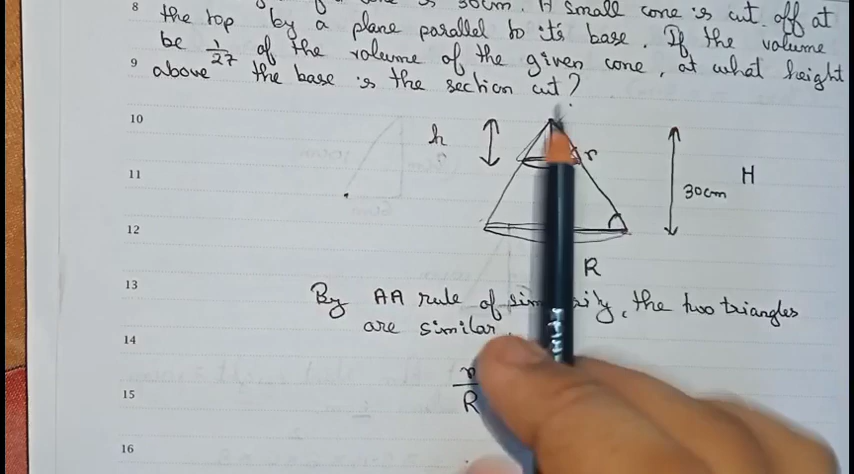 8
is 30cm. A small cone is cut off at
the top by a plane parallel to its base. If the volume
be 1/27 of the volume of the given cone, at what height
9
above the base is the section cut?
10
h
r
11
30cm
H
12
R
13
By AA rule of similarity, the two triangles
are similar.
14
r/R
15
16